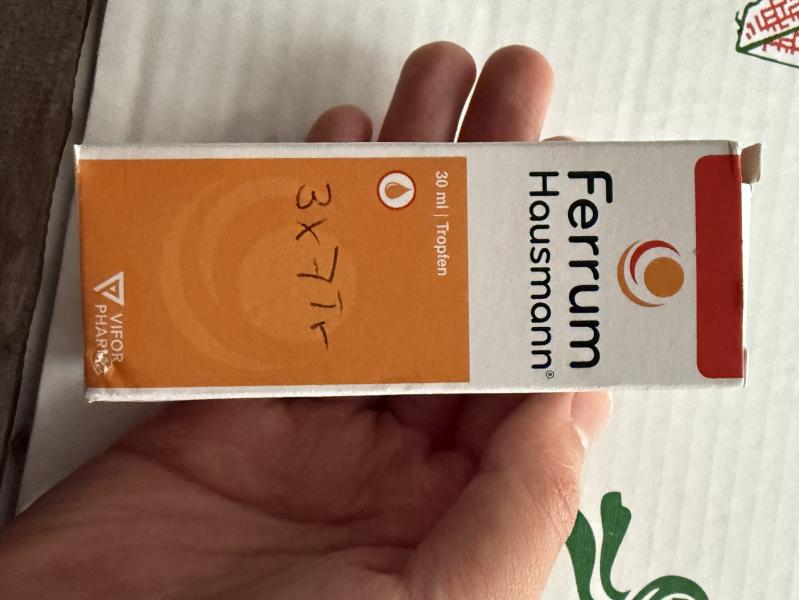 Ferrum
Hausmann®
30 ml | Tropfen
3x7Tr
VIFOR
PHARMA